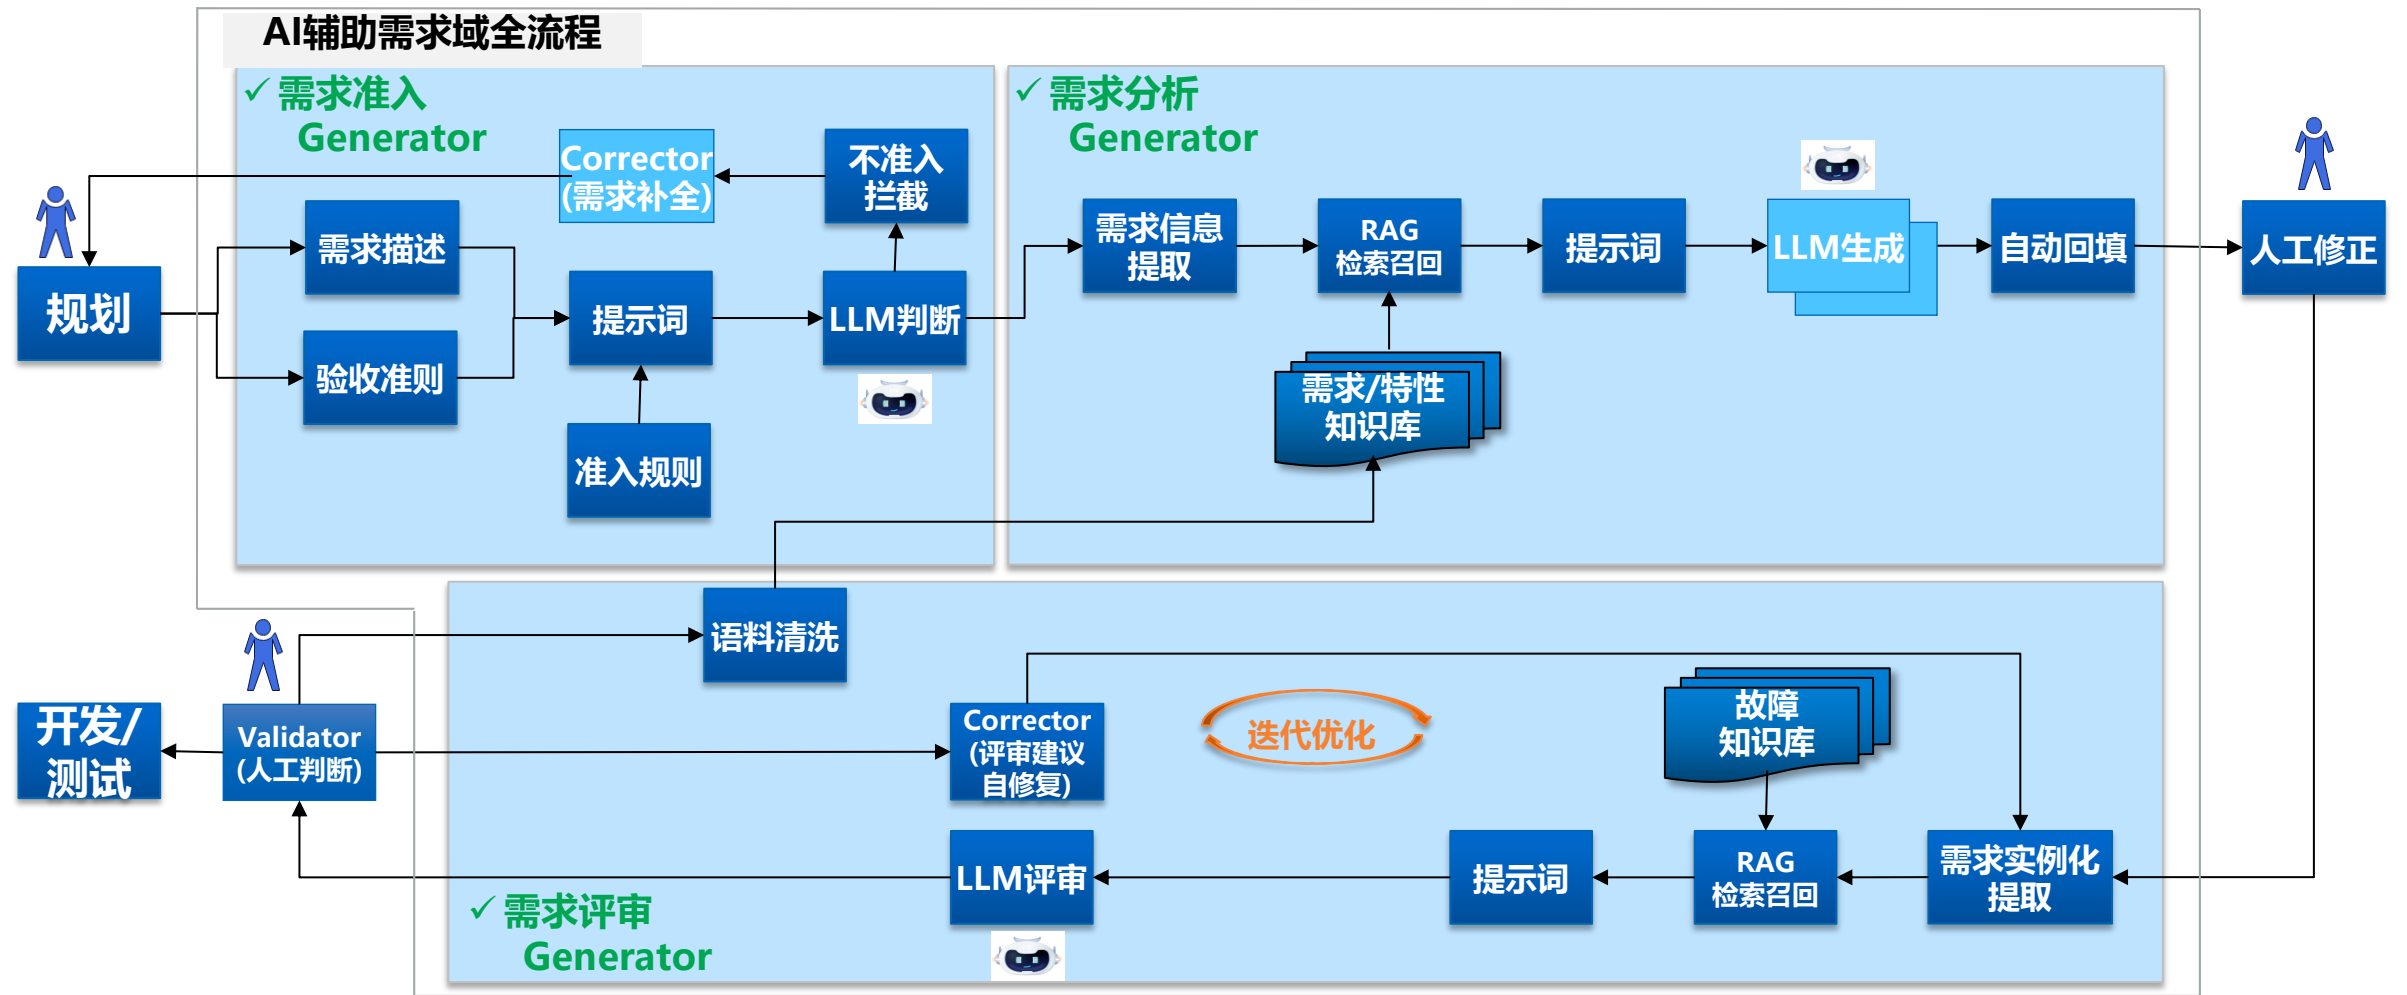 AI辅助需求域全流程
✓ 需求准入
Generator
Corrector
(需求补全)
不准入
拦截
规划
需求描述
验收准则
提示词
LLM判断
准入规则
✓ 需求分析
Generator
需求信息
提取
RAG
检索召回
提示词
LLM生成
自动回填
人工修正
需求/特性
知识库
语料清洗
开发/
测试
Validator
(人工判断)
Corrector
(评审建议
自修复)
迭代优化
故障
知识库
LLM评审
提示词
RAG
检索召回
需求实例化
提取
✓ 需求评审
Generator